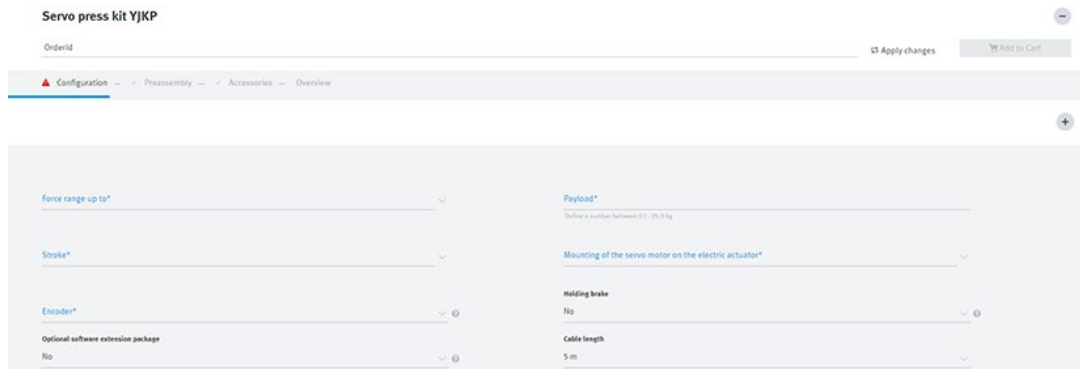 Servo press kit YJKP
OrderId
Apply changes
Add to Cart
Configuration
Preassembly
Accessories
Overview
Force range up to*
Payload*
Define a number between 0.1 - 39.0 kg
Stroke*
Mounting of the servo motor on the electric actuator*
Encoder*
Holding brake
No
Optional software extension package
No
Cable length
5 m